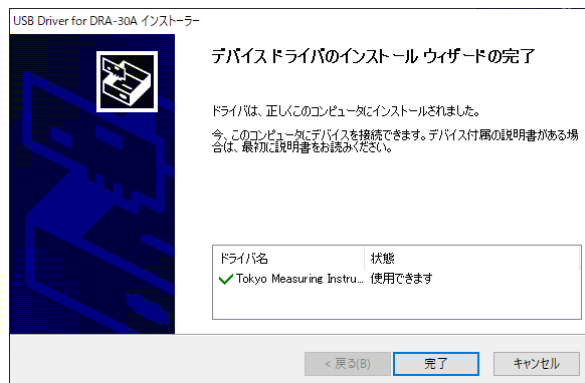 USB Driver for DRA-30A インストーラー
デバイスドライバのインストール ウィザードの完了
ドライバは、正しくこのコンピュータにインストールされました。
今、このコンピュータにデバイスを接続できます。デバイス付属の説明書がある場
合は、最初に説明書をお読みください。
ドライバ名 状態
Tokyo Measuring Instru... 使用できます
< 戻る(B) 完了 キャンセル